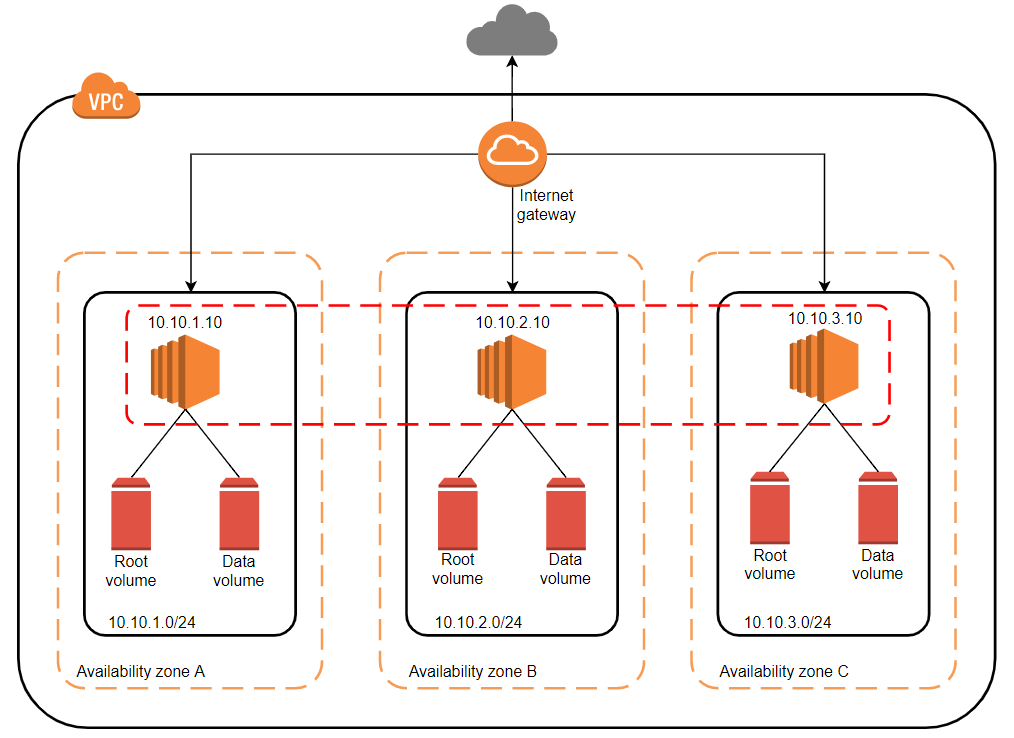 VPC
Internet
gateway
10.10.1.10
10.10.2.10
10.10.3.10
Root
volume
Data
volume
Root
volume
Data
volume
Root
volume
Data
volume
10.10.1.0/24
10.10.2.0/24
10.10.3.0/24
Availability zone A
Availability zone B
Availability zone C